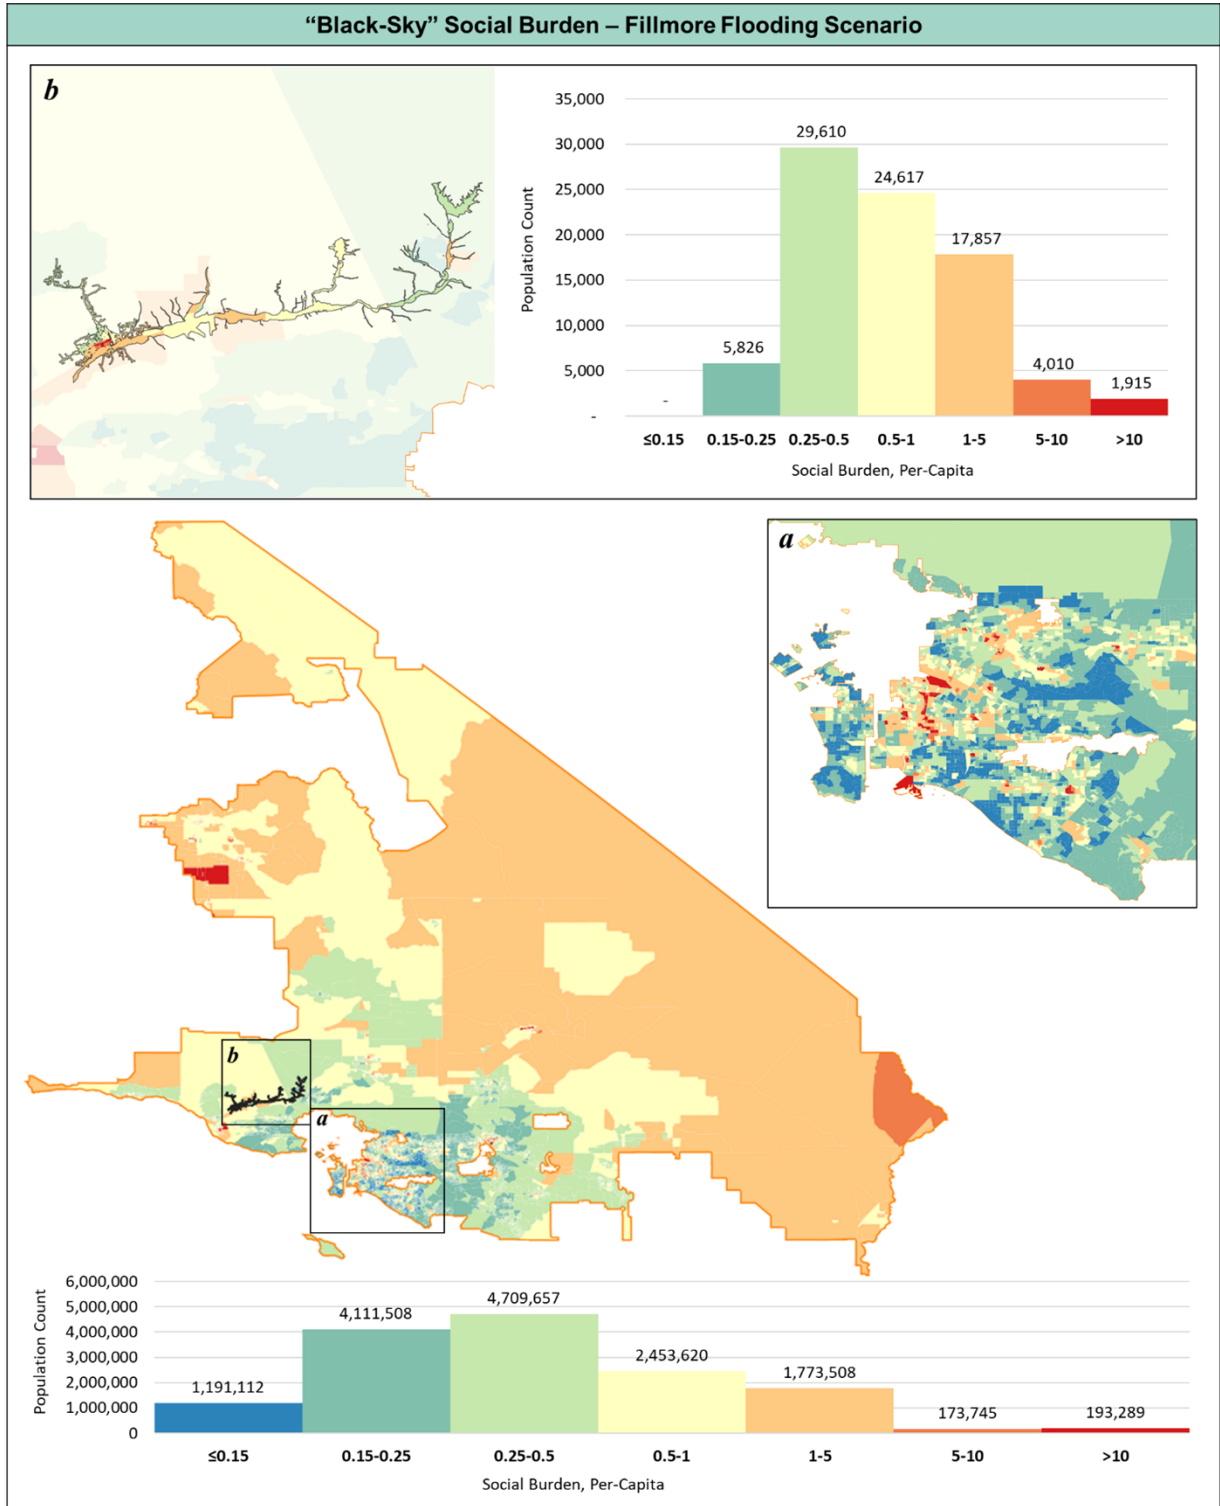 “Black-Sky” Social Burden – Fillmore Flooding Scenario
b
35,000
30,000
25,000
20,000
15,000
10,000
5,000
-
Population Count
-
5,826
29,610
24,617
17,857
4,010
1,915
≤0.15 0.15-0.25 0.25-0.5 0.5-1 1-5 5-10 >10
Social Burden, Per-Capita
a
b
a
6,000,000
5,000,000
4,000,000
3,000,000
2,000,000
1,000,000
0
Population Count
1,191,112
4,111,508
4,709,657
2,453,620
1,773,508
173,745
193,289
≤0.15 0.15-0.25 0.25-0.5 0.5-1 1-5 5-10 >10
Social Burden, Per-Capita